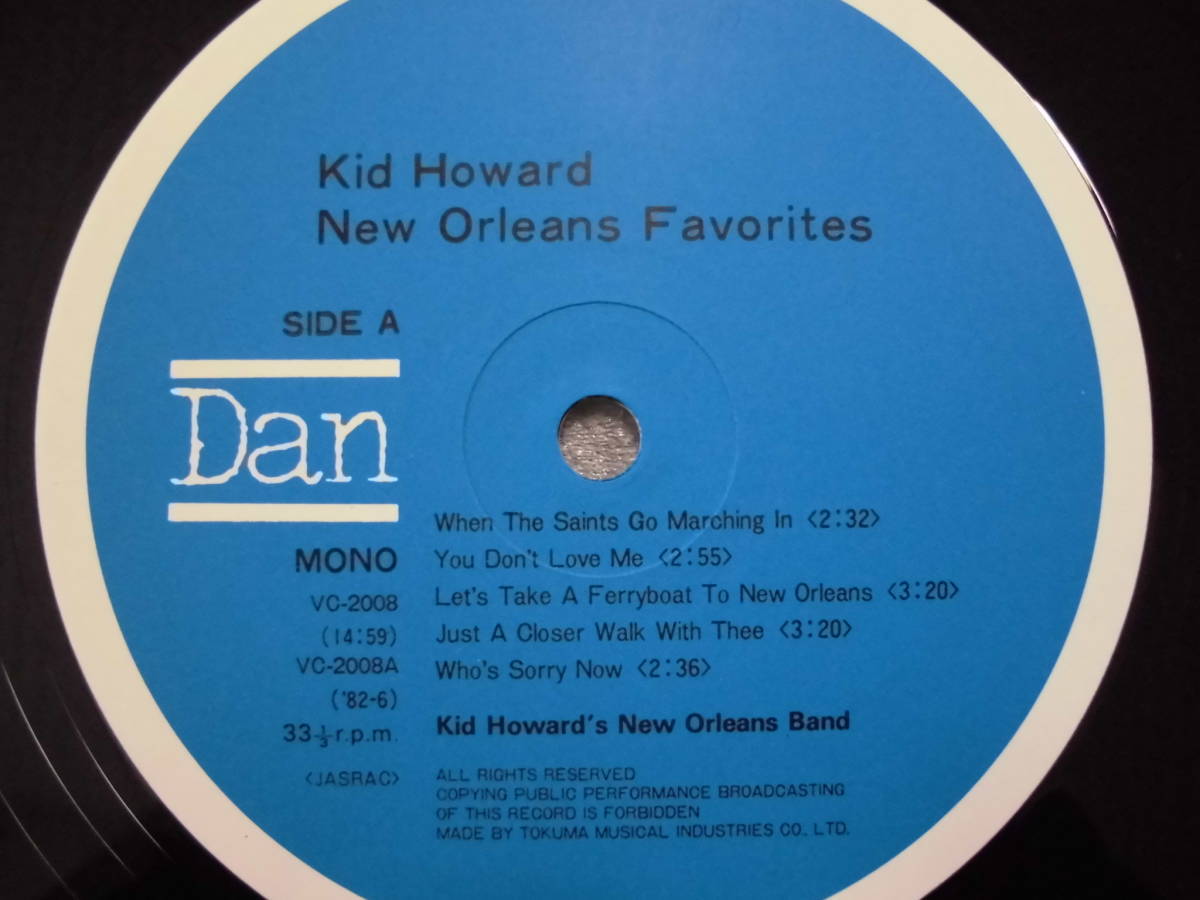 Kid Howard
New Orleans Favorites
SIDE A
Dan
MONO
VC-2008
(14:59)
VC-2008A
('82-6)
33⅓r.p.m.
<JASRAC>
When The Saints Go Marching In <2:32>
You Don't Love Me <2:55>
Let's Take A Ferryboat To New Orleans <3:20>
Just A Closer Walk With Thee <3:20>
Who's Sorry Now <2:36>
Kid Howard's New Orleans Band
ALL RIGHTS RESERVED
COPYING PUBLIC PERFORMANCE BROADCASTING
OF THIS RECORD IS FORBIDDEN
MADE BY TOKUMA MUSICAL INDUSTRIES CO., LTD.